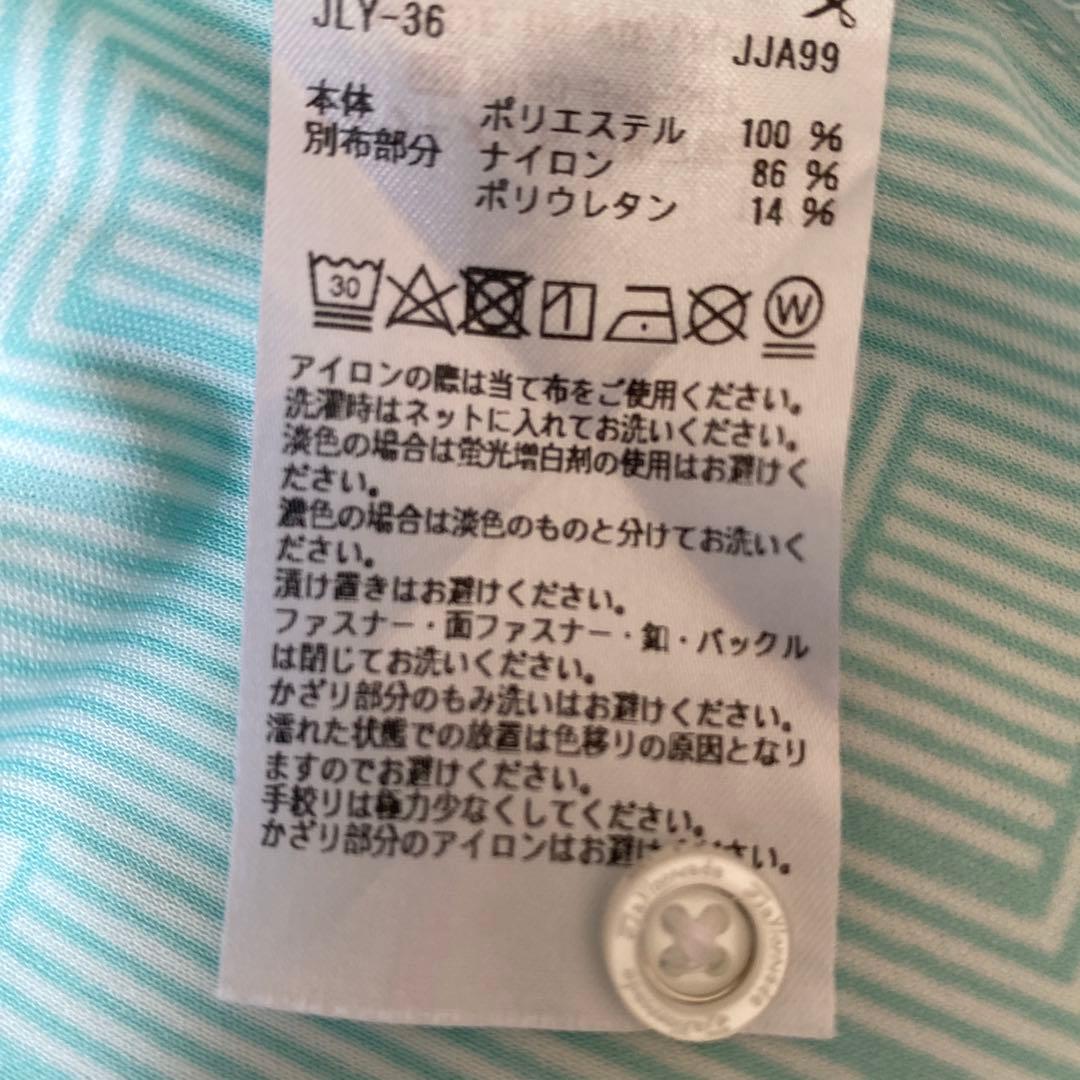 JLY-36
JJA99
本体 ポリエステル 100 %
別布部分 ナイロン 86 %
ポリウレタン 14 %
30
W
アイロンの際は当て布をご使用ください。
洗濯時はネットに入れてお洗いください。
淡色の場合は蛍光増白剤の使用はお避けく
ださい。
濃色の場合は淡色のものと分けてお洗いく
ださい。
漬け置きはお避けください。
ファスナー・面ファスナー・釦・バックル
は閉じてお洗いください。
かざり部分のもみ洗いはお避けください。
濡れた状態での放置は色移りの原因となり
ますのでお避けください。
手絞りは極力少なくしてください。
かざり部分のアイロンはお避け
さい。